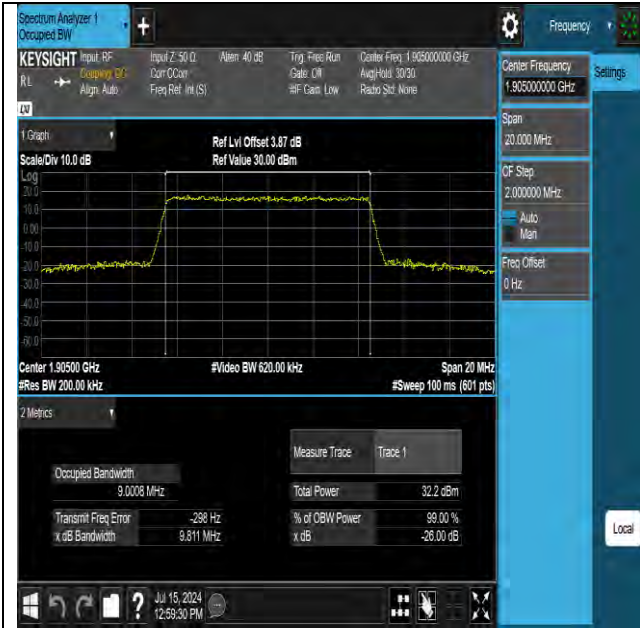 Spectrum Analyzer 1
Occupied BW
+
Frequency
KEYSIGHT Input: RF
RL
Coupling: DC
Align: Auto
Input Z: 50 Ω
Corr CCorr
Freq Ref: Int (S)
Atten: 40 dB
Trig: Free Run
Gate: Off
#IF Gain: Low
Center Freq: 1.905000000 GHz
Avg|Hold: 30/30
Radio Std: None
LV
1 Graph
Scale/Div 10.0 dB
Ref Lvl Offset 3.87 dB
Ref Value 30.00 dBm
Log
20.0
10.0
0.00
-10.0
-20.0
-30.0
-40.0
-50.0
-60.0
Center 1.90500 GHz
#Res BW 200.00 kHz
#Video BW 620.00 kHz
Span 20 MHz
#Sweep 100 ms (601 pts)
2 Metrics
Measure Trace Trace 1
Occupied Bandwidth
9.0008 MHz
Total Power 32.2 dBm
Transmit Freq Error -298 Hz
% of OBW Power 99.00 %
x dB Bandwidth 9.811 MHz
x dB -26.00 dB
? Jul 15, 2024
12:59:30 PM
Center Frequency
1.905000000 GHz
Settings
Span
20.000 MHz
CF Step
2.000000 MHz
Auto
Man
Freq Offset
0 Hz
Local